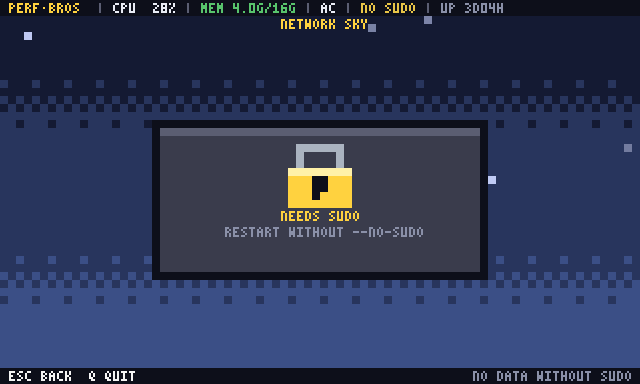 PERF·BROS | CPU 28% | MEM 4.0G/16G | AC | NO SUDO | UP 3D04H
NETWORK SKY
NEEDS SUDO
RESTART WITHOUT --NO-SUDO
ESC BACK Q QUIT
NO DATA WITHOUT SUDO